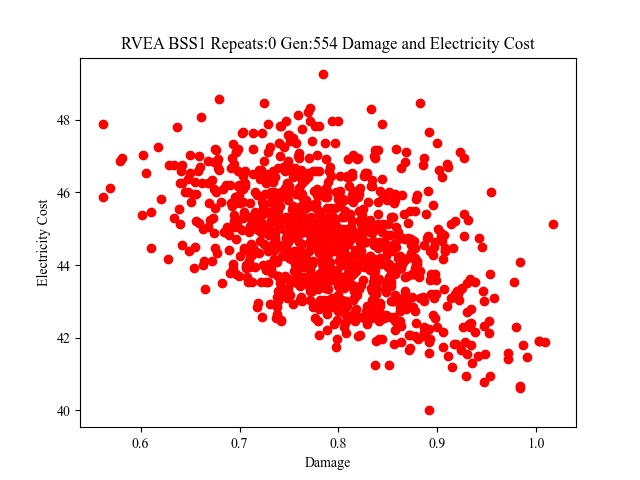 RVEA BSS1 Repeats:0 Gen:554 Damage and Electricity Cost
48
46
44
42
40
Electricity Cost
0.6 0.7 0.8 0.9 1.0
Damage